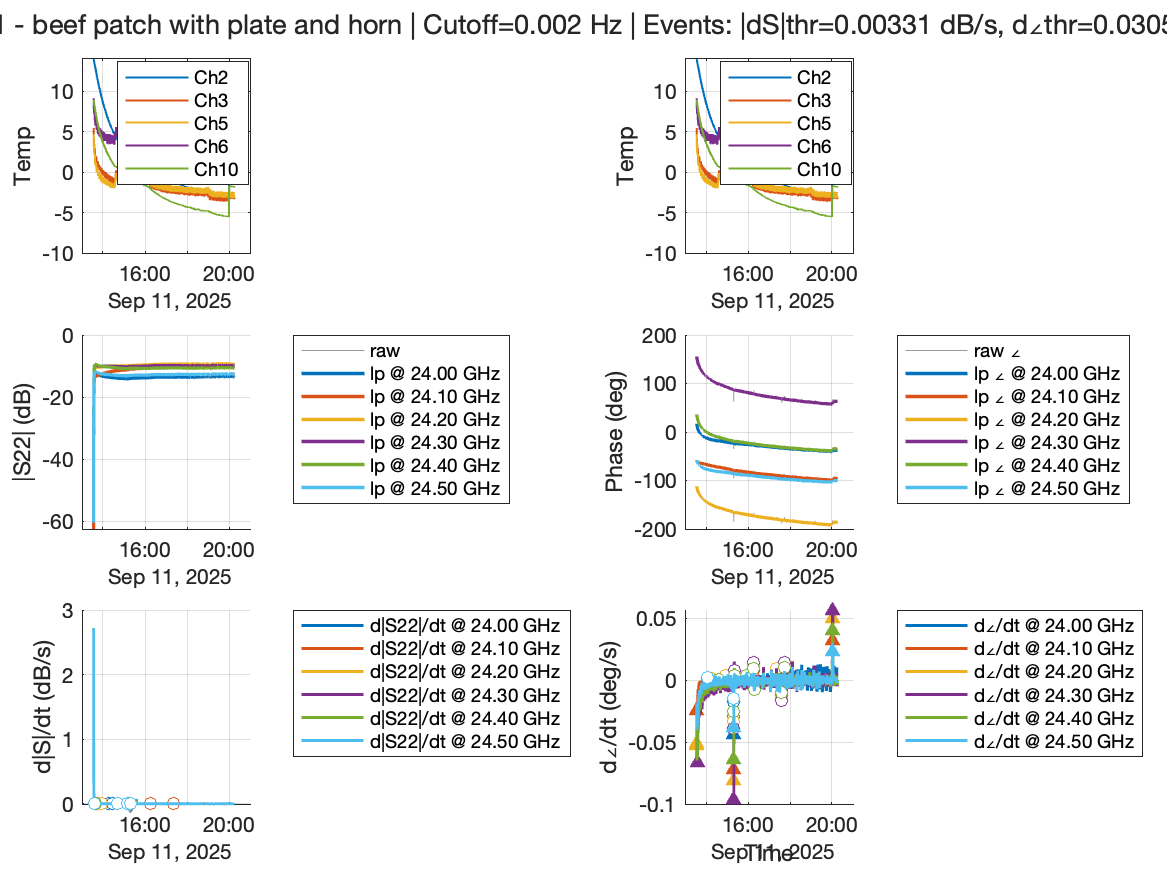 - beef patch with plate and horn | Cutoff=0.002 Hz | Events: |dS|thr=0.00331 dB/s, d∠thr=0.0305
Temp
10
5
0
-5
-10
Ch2
Ch3
Ch5
Ch6
Ch10
16:00 20:00
Sep 11, 2025
Temp
10
5
0
-5
-10
Ch2
Ch3
Ch5
Ch6
Ch10
16:00 20:00
Sep 11, 2025
|S22| (dB)
0
-20
-40
-60
16:00 20:00
Sep 11, 2025
raw
lp @ 24.00 GHz
lp @ 24.10 GHz
lp @ 24.20 GHz
lp @ 24.30 GHz
lp @ 24.40 GHz
lp @ 24.50 GHz
Phase (deg)
200
100
0
-100
-200
16:00 20:00
Sep 11, 2025
raw ∠
lp ∠ @ 24.00 GHz
lp ∠ @ 24.10 GHz
lp ∠ @ 24.20 GHz
lp ∠ @ 24.30 GHz
lp ∠ @ 24.40 GHz
lp ∠ @ 24.50 GHz
d|S|/dt (dB/s)
3
2
1
0
16:00 20:00
Sep 11, 2025
d|S22|/dt @ 24.00 GHz
d|S22|/dt @ 24.10 GHz
d|S22|/dt @ 24.20 GHz
d|S22|/dt @ 24.30 GHz
d|S22|/dt @ 24.40 GHz
d|S22|/dt @ 24.50 GHz
d∠/dt (deg/s)
0.05
0
-0.05
-0.1
16:00 20:00
Sep 11, 2025
Time
d∠/dt @ 24.00 GHz
d∠/dt @ 24.10 GHz
d∠/dt @ 24.20 GHz
d∠/dt @ 24.30 GHz
d∠/dt @ 24.40 GHz
d∠/dt @ 24.50 GHz